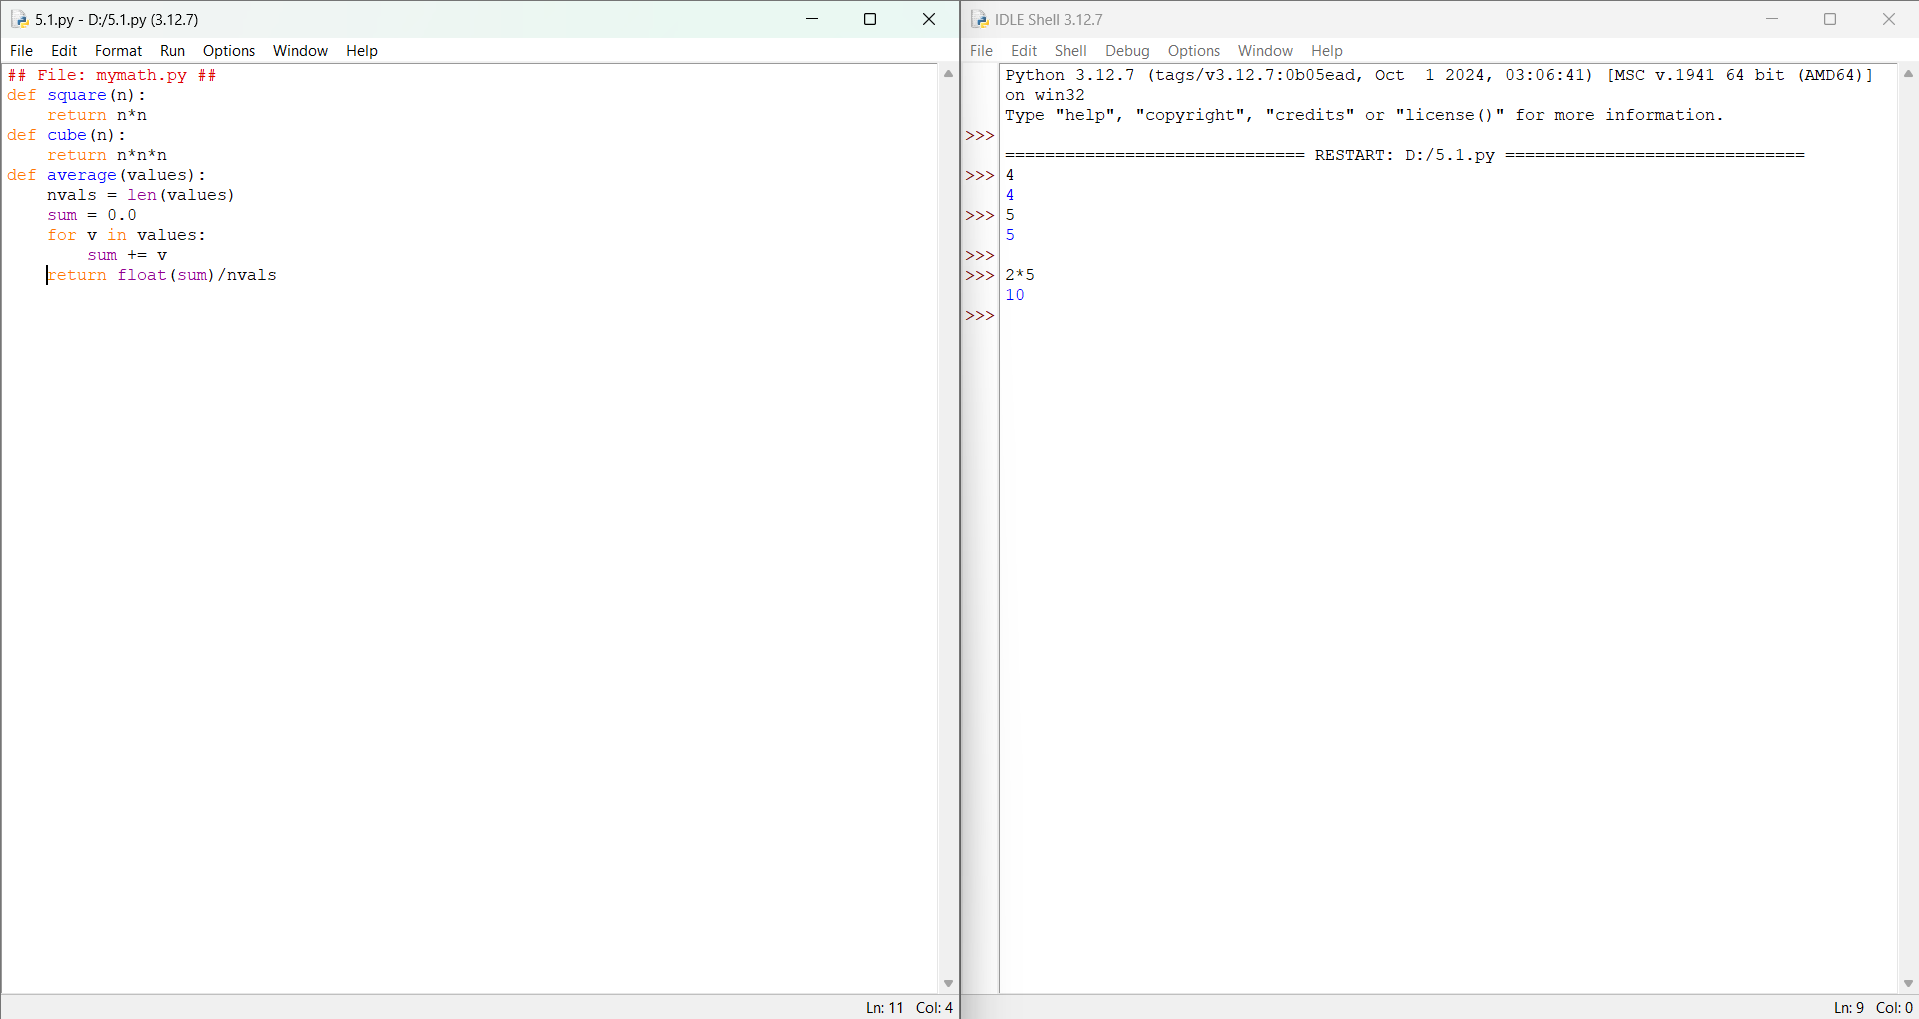 5.1.py - D:/5.1.py (3.12.7)
File Edit Format Run Options Window Help
## File: mymath.py ##
def square(n):
    return n*n
def cube(n):
    return n*n*n
def average(values):
    nvals = len(values)
    sum = 0.0
    for v in values:
        sum += v
    return float(sum)/nvals
Ln: 11 Col: 4
IDLE Shell 3.12.7
File Edit Shell Debug Options Window Help
Python 3.12.7 (tags/v3.12.7:0b05ead, Oct  1 2024, 03:06:41) [MSC v.1941 64 bit (AMD64)]
on win32
Type "help", "copyright", "credits" or "license()" for more information.
>>>
============================== RESTART: D:/5.1.py ==============================
>>> 4
4
>>> 5
5
>>>
>>> 2*5
10
>>>
Ln: 9 Col: 0